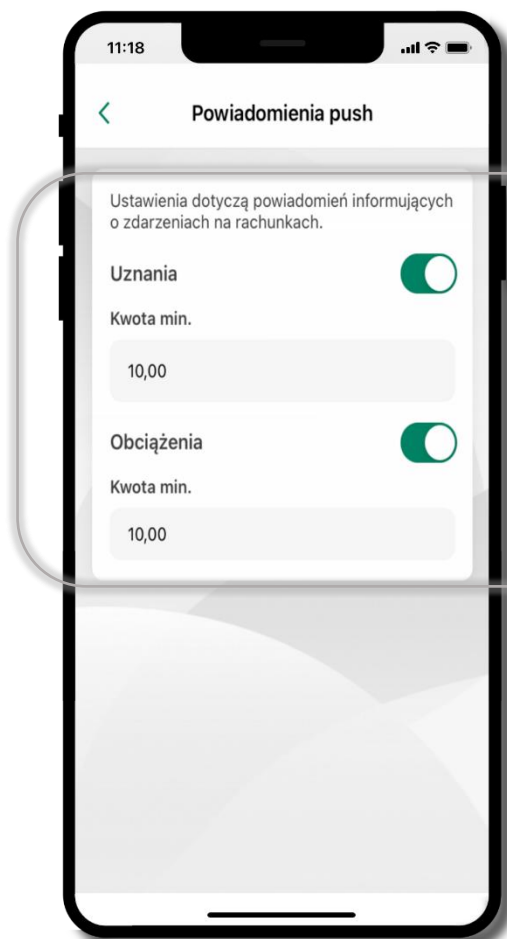 11:18
Powiadomienia push
Ustawienia dotyczą powiadomień informujących
o zdarzeniach na rachunkach.
Uznania
Kwota min.
10,00
Obciążenia
Kwota min.
10,00